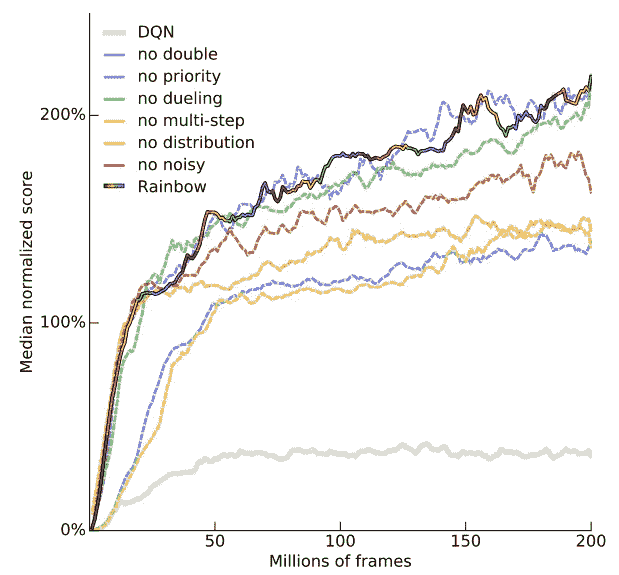 DQN
no double
no priority
no dueling
no multi-step
no distribution
no noisy
Rainbow
200%
100%
0%
Median normalized score
50
100
150
200
Millions of frames